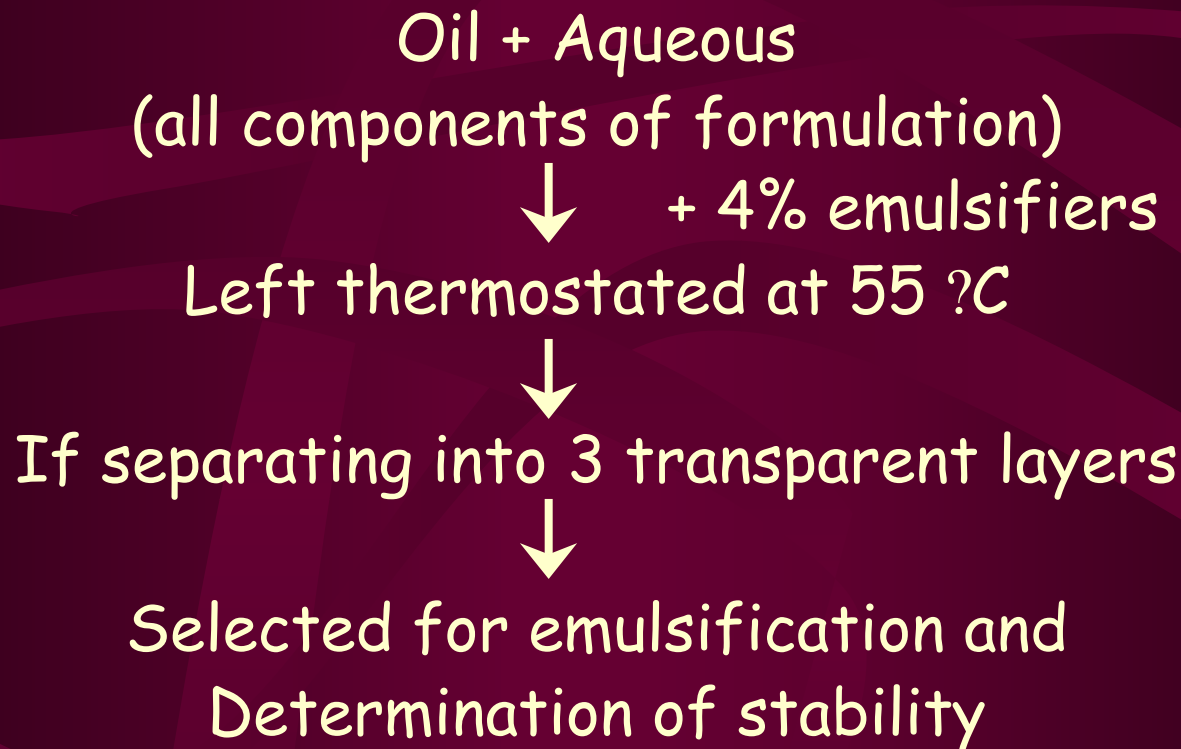 Oil + Aqueous
(all components of formulation)
+ 4% emulsifiers
Left thermostated at 55 ?C
If separating into 3 transparent layers
Selected for emulsification and
Determination of stability